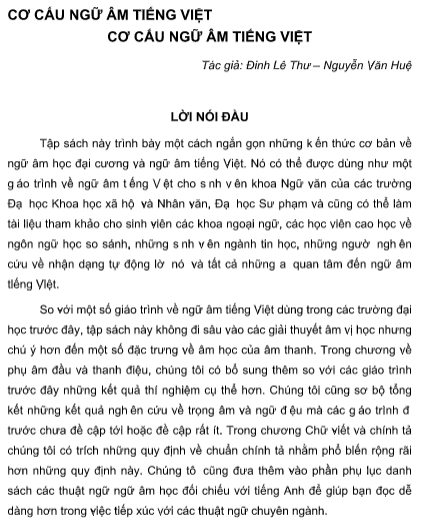 CƠ CẤU NGỮ ÂM TIẾNG VIỆT
CƠ CẤU NGỮ ÂM TIẾNG VIỆT
Tác giả: Đinh Lê Thư – Nguyễn Văn Huệ
LỜI NÓI ĐẦU
Tập sách này trình bày một cách ngắn gọn những k ến thức cơ bản về
ngữ âm học đại cương và ngữ âm tiếng Việt. Nó có thể được dùng như một
g áo trình về ngữ âm t ếng V ệt cho s nh v ên khoa Ngữ văn của các trường
Đạ học Khoa học xã hộ và Nhân văn, Đạ học Sư phạm và cũng có thể làm
tài liệu tham khảo cho sinh viên các khoa ngoại ngữ, các học viên cao học về
ngôn ngữ học so sánh, những s nh v ên ngành tin học, những ngườ ngh ên
cứu về nhận dạng tự động lờ nó và tất cả những a quan tâm đến ngữ âm
tiếng Việt.
So với một số giáo trình về ngữ âm tiếng Việt dùng trong các trường đại
học trước đây, tập sách này không đi sâu vào các giải thuyết âm vị học nhưng
chú ý hơn đến một số đặc trưng về âm học của âm thanh. Trong chương về
phụ âm đầu và thanh điệu, chúng tôi có bổ sung thêm so với các giáo trình
trước đây những kết quả thí nghiệm cụ thể hơn. Chúng tôi cũng sơ bộ tổng
kết những kết quả ngh ên cứu về trọng âm và ngữ đ ệu mà các g áo trình đ
trước chưa đề cập tới hoặc đề cập rất ít. Trong chương Chữ viết và chính tả
chúng tôi có trích những quy định về chuẩn chính tả nhằm phổ biến rộng rãi
hơn những quy định này. Chúng tô cũng đưa thêm vào phần phụ lục danh
sách các thuật ngữ ngữ âm học đối chiếu với tiếng Anh để giúp bạn đọc dễ
dàng hơn trong việc tiếp xúc với các thuật ngữ chuyên ngành.